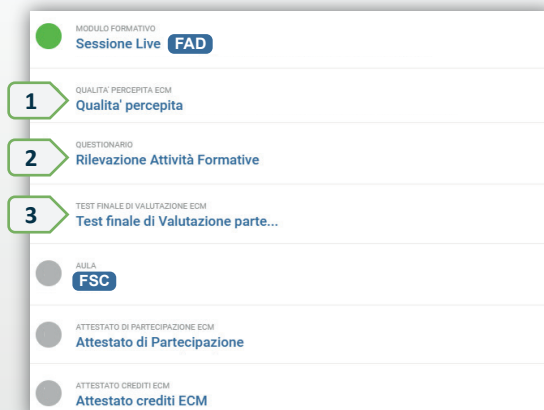 MODULO FORMATIVO
Sessione Live FAD
1
QUALITA' PERCEPITA ECM
Qualita' percepita
2
QUESTIONARIO
Rilevazione Attività Formative
3
TEST FINALE DI VALUTAZIONE ECM
Test finale di Valutazione parte...
AULA
FSC
ATTESTATO DI PARTECIPAZIONE ECM
Attestato di Partecipazione
ATTESTATO CREDITI ECM
Attestato crediti ECM